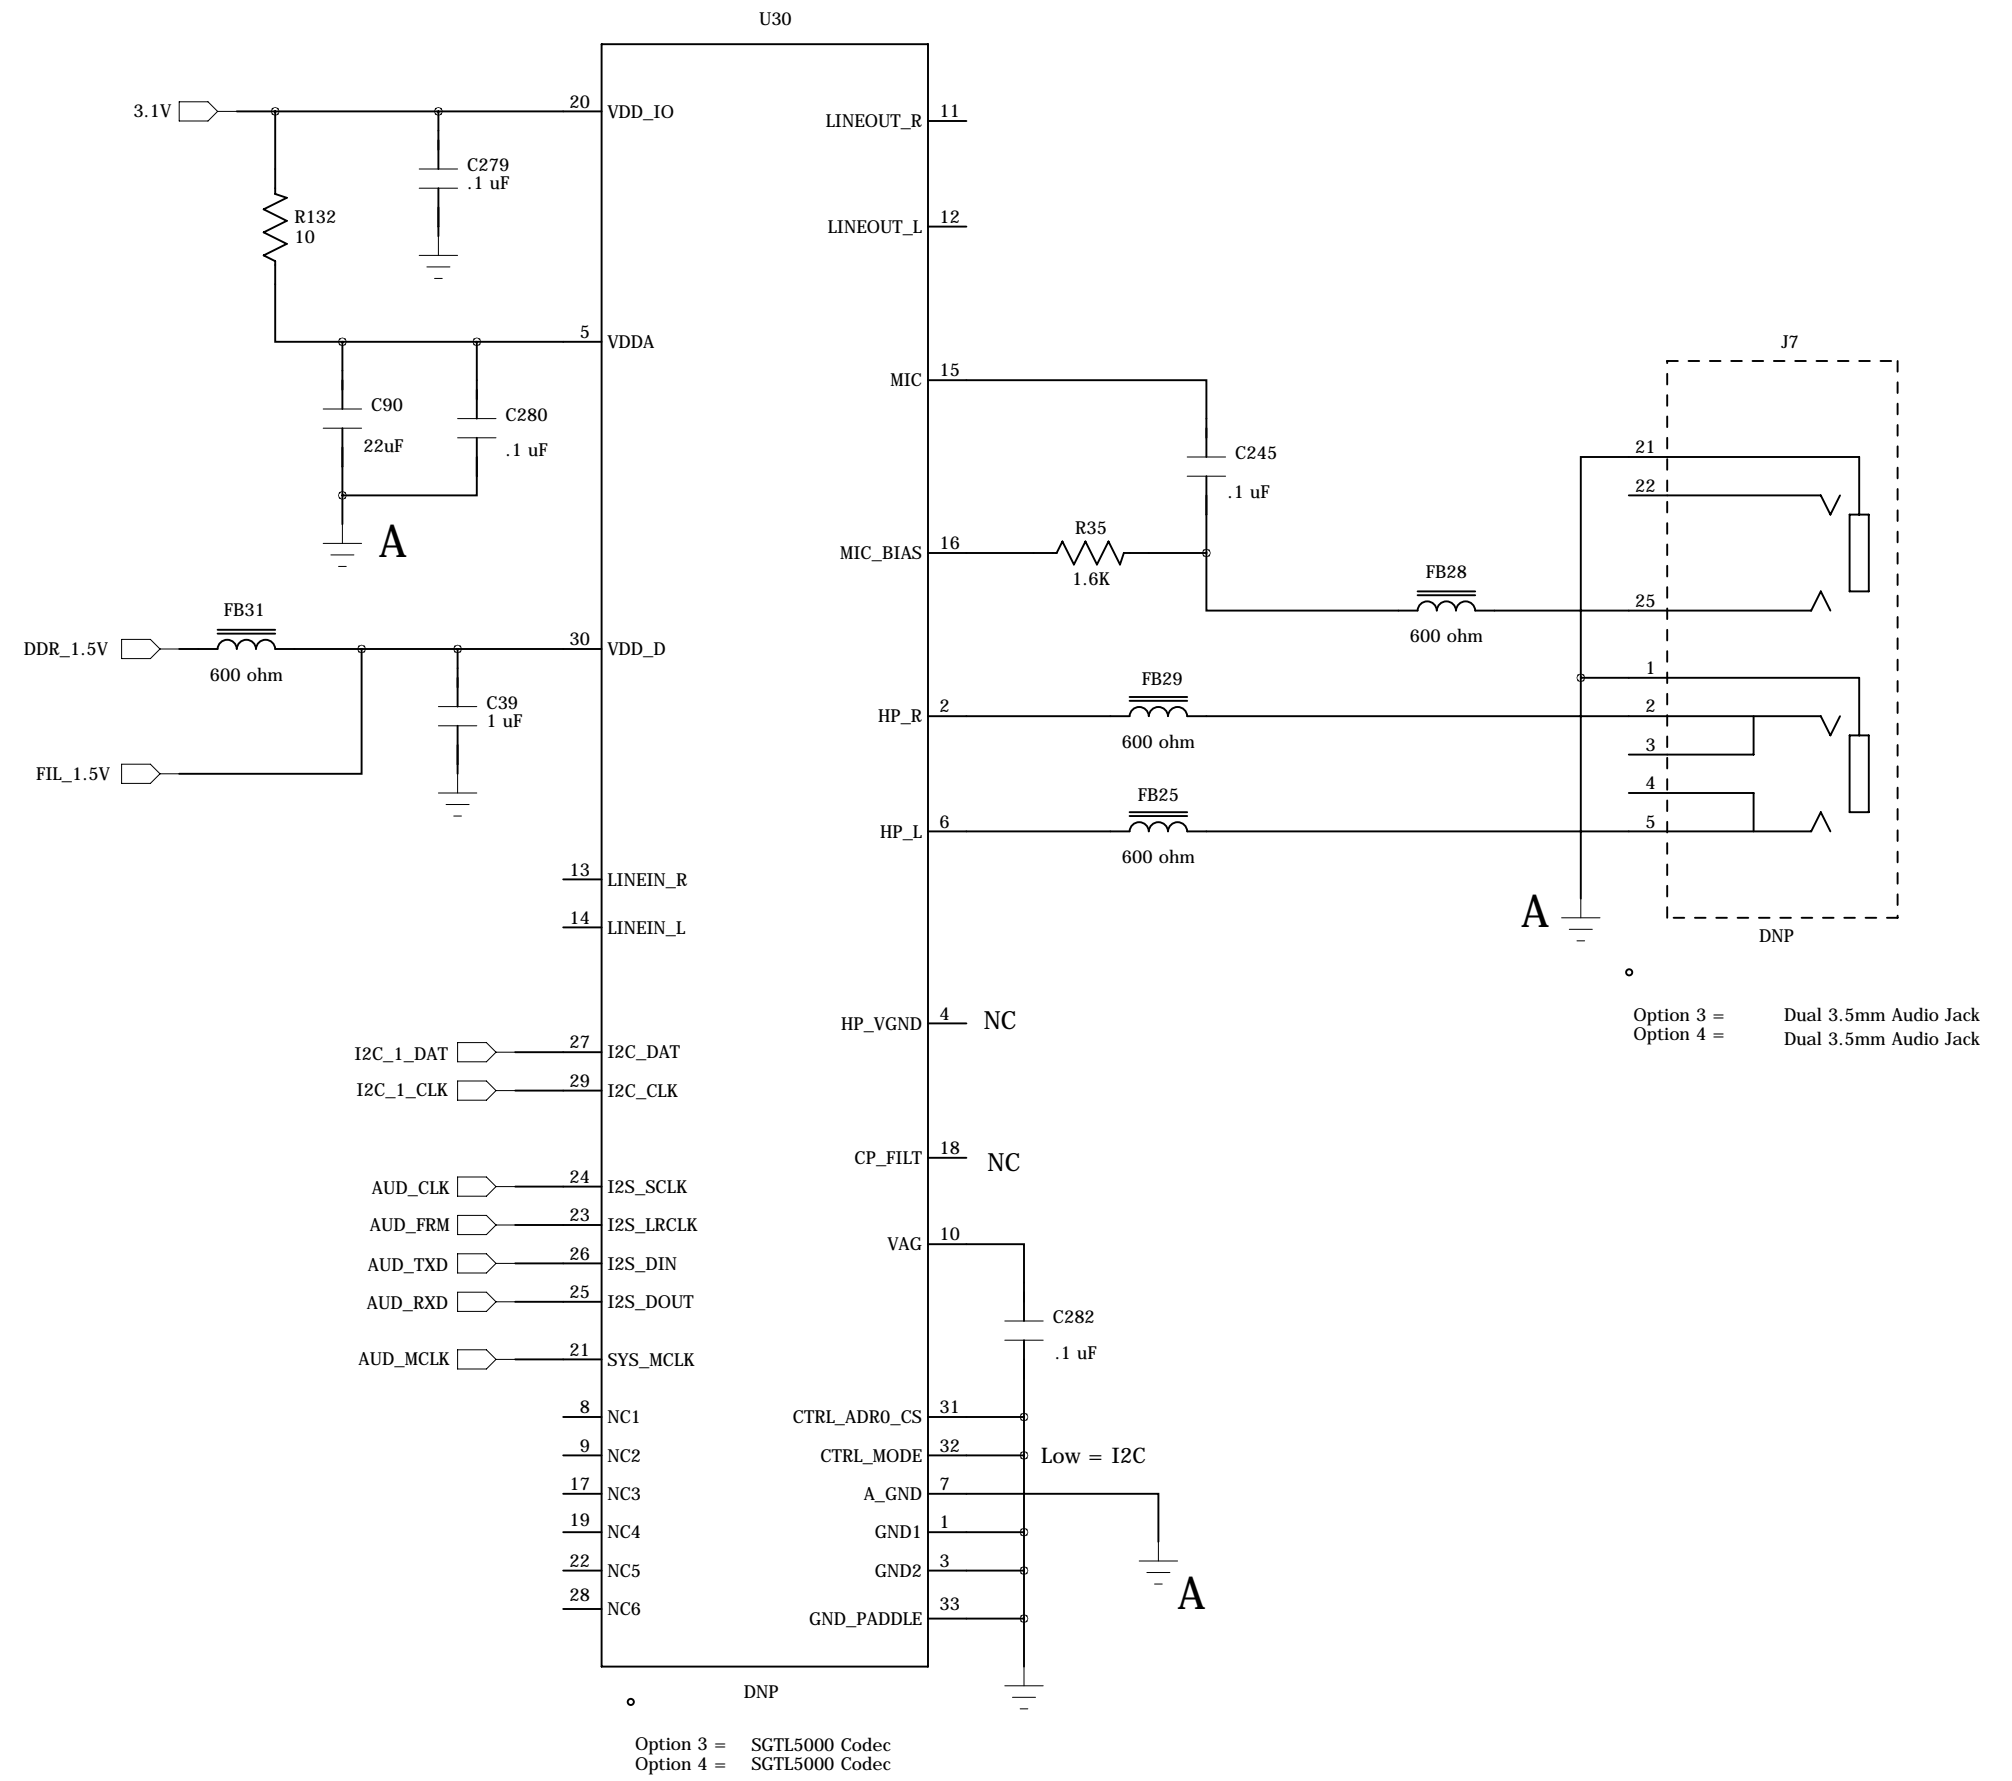 U30
3.1V
20
VDD_IO
LINEOUT_R
11
C279
.1 uF
R132
10
LINEOUT_L
12
5
VDDA
J7
MIC
15
C90
22uF
C280
.1 uF
C245
.1 uF
21
22
A
MIC_BIAS
16
R35
1.6K
FB28
600 ohm
25
FB31
DDR_1.5V
600 ohm
30
VDD_D
C39
1 uF
FIL_1.5V
HP_R
2
FB29
600 ohm
1
2
3
4
5
HP_L
6
FB25
600 ohm
13
LINEIN_R
14
LINEIN_L
A
DNP
Option 3 = Dual 3.5mm Audio Jack
Option 4 = Dual 3.5mm Audio Jack
HP_VGND
4
NC
I2C_1_DAT
27
I2C_DAT
I2C_1_CLK
29
I2C_CLK
CP_FILT
18
NC
AUD_CLK
24
I2S_SCLK
AUD_FRM
23
I2S_LRCLK
AUD_TXD
26
I2S_DIN
AUD_RXD
25
I2S_DOUT
AUD_MCLK
21
SYS_MCLK
VAG
10
C282
.1 uF
8
NC1
9
NC2
17
NC3
19
NC4
22
NC5
28
NC6
CTRL_ADR0_CS
31
CTRL_MODE
32
Low = I2C
A_GND
7
GND1
1
GND2
3
GND_PADDLE
33
A
DNP
Option 3 = SGTL5000 Codec
Option 4 = SGTL5000 Codec